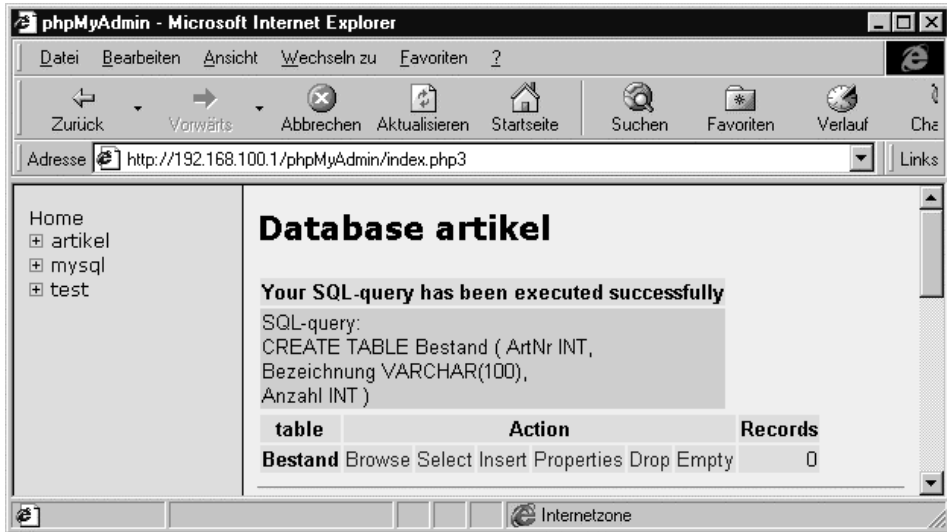 phpMyAdmin - Microsoft Internet Explorer
Datei Bearbeiten Ansicht Wechseln zu Favoriten ?
Zurück Vorwärts Abbrechen Aktualisieren Startseite Suchen Favoriten Verlauf Cha
Adresse http://192.168.100.1/phpMyAdmin/index.php3 Links
Home
artikel
mysql
test
Database artikel
Your SQL-query has been executed successfully
SQL-query:
CREATE TABLE Bestand ( ArtNr INT,
Bezeichnung VARCHAR(100),
Anzahl INT )
table Action Records
Bestand Browse Select Insert Properties Drop Empty 0
Internetzone